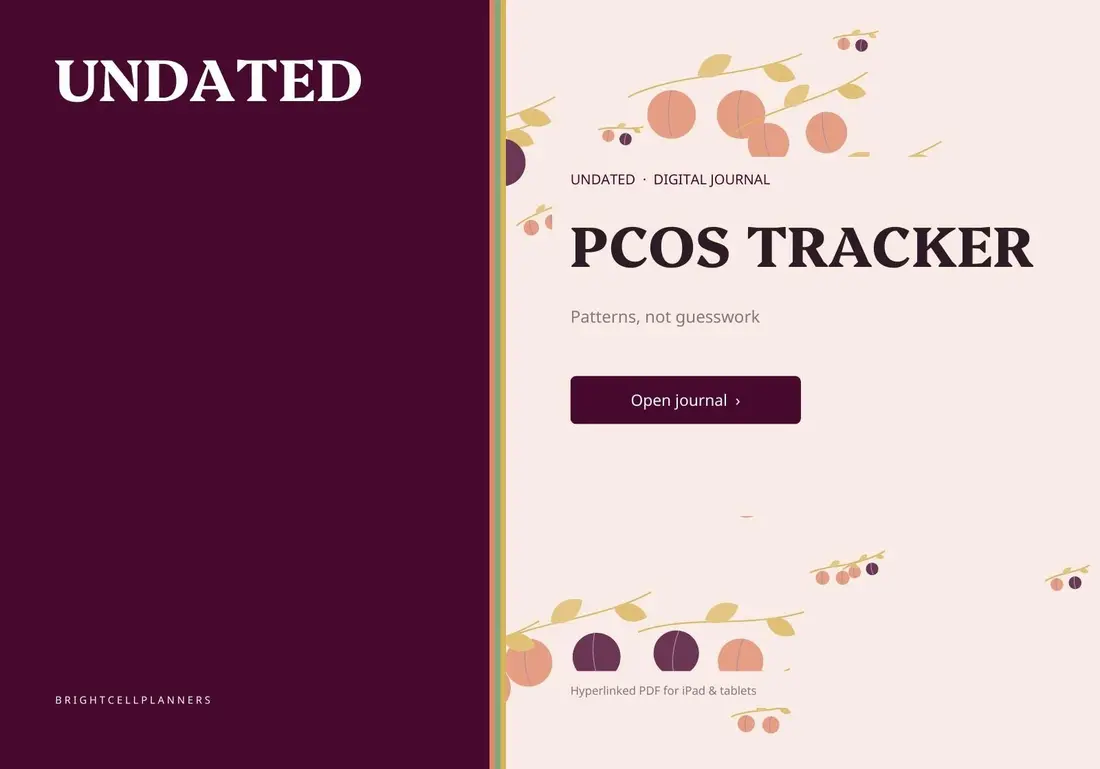 UNDATED
BRIGHTCELLPLANNERS
UNDATED · DIGITAL JOURNAL
PCOS TRACKER
Patterns, not guesswork
Open journal ›
Hyperlinked PDF for iPad & tablets